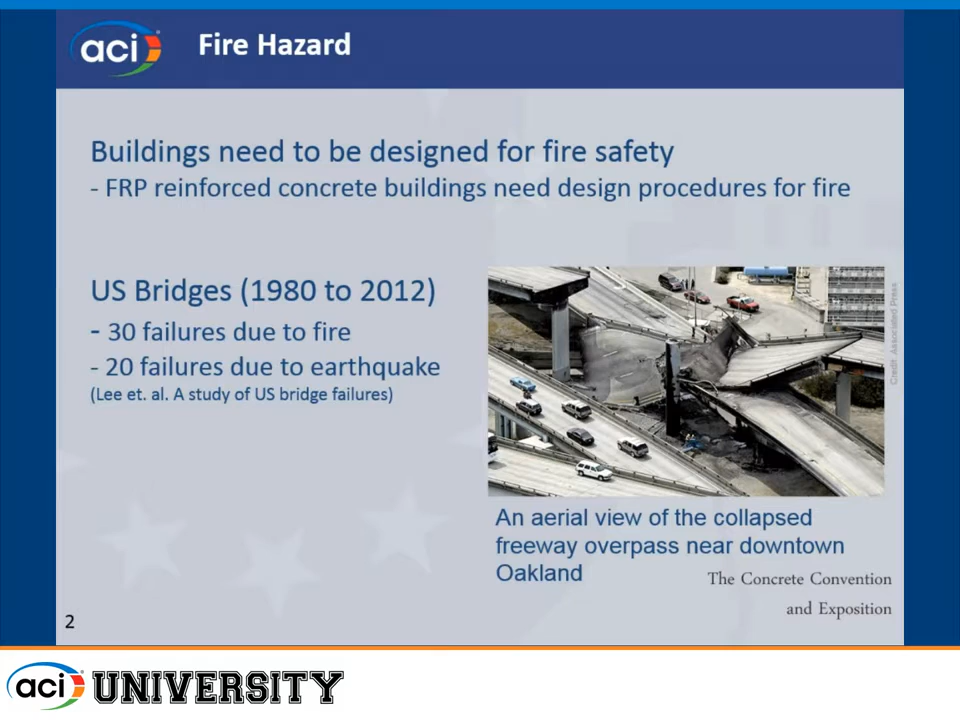 aci
Fire Hazard
Buildings need to be designed for fire safety
- FRP reinforced concrete buildings need design procedures for fire
US Bridges (1980 to 2012)
- 30 failures due to fire
- 20 failures due to earthquake
(Lee et. al. A study of US bridge failures)
Credit: Associated Press
An aerial view of the collapsed
freeway overpass near downtown
Oakland
The Concrete Convention
and Exposition
2
aci UNIVERSITY